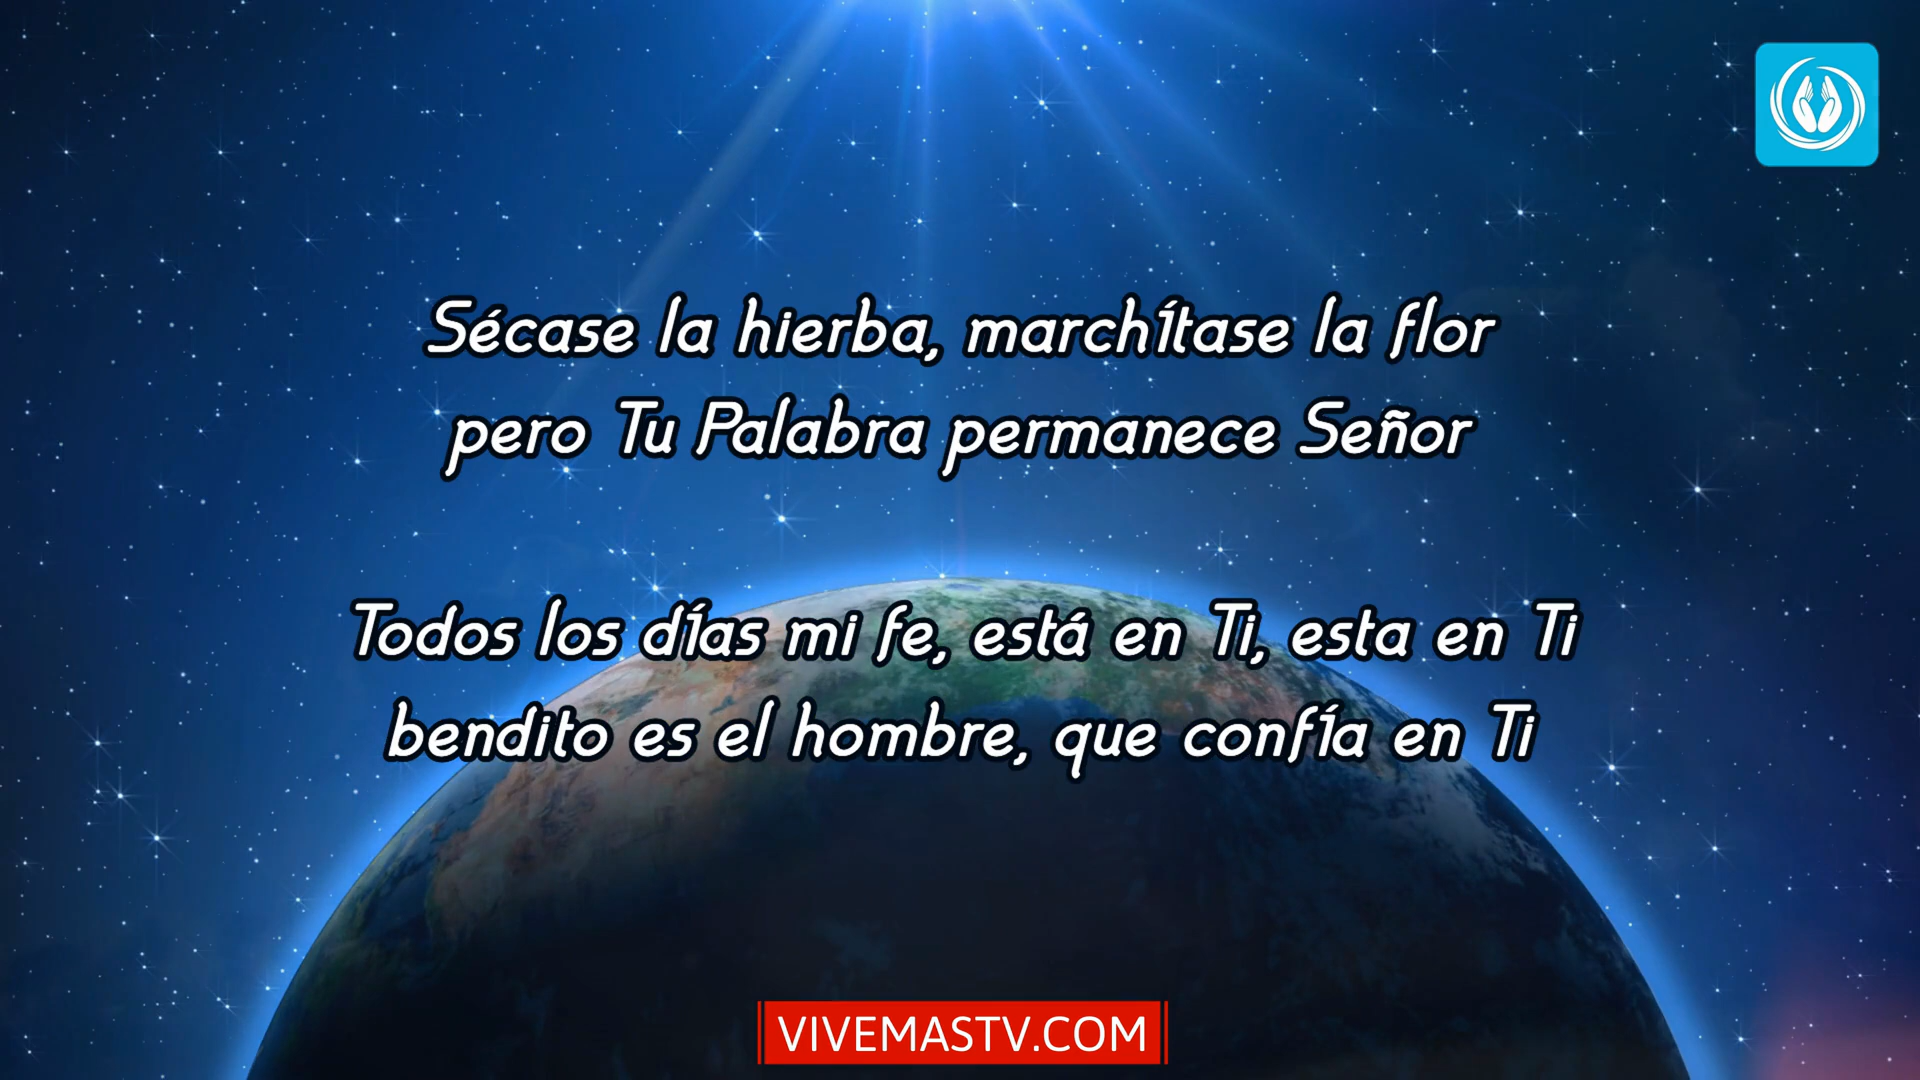 Sécase la hierba, marchítase la flor
pero Tu Palabra permanece Señor
Todos los días mi fe, está en Ti, esta en Ti
bendito es el hombre, que confía en Ti
VIVEMASTV.COM